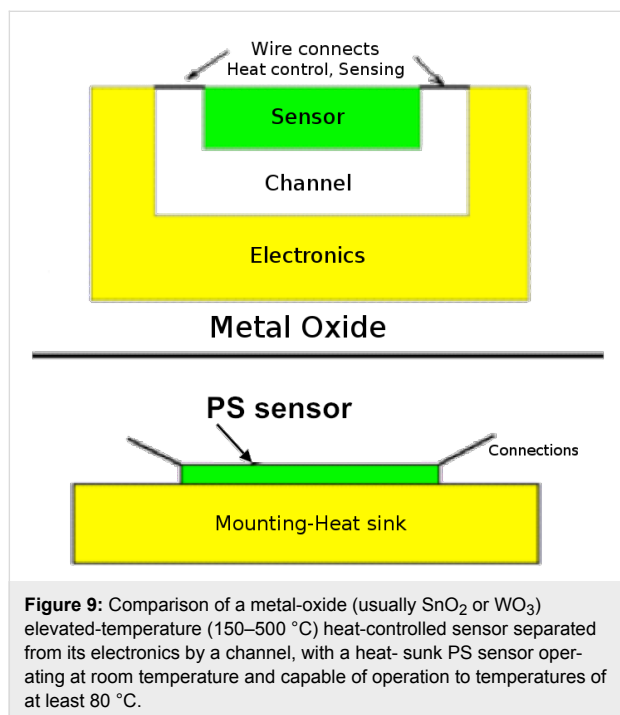 Wire connects
Heat control, Sensing
Sensor
Channel
Electronics
Metal Oxide
PS sensor
Connections
Mounting-Heat sink
Figure 9: Comparison of a metal-oxide (usually SnO₂ or WO₃)
elevated-temperature (150–500 °C) heat-controlled sensor separated
from its electronics by a channel, with a heat- sunk PS sensor oper-
ating at room temperature and capable of operation to temperatures of
at least 80 °C.